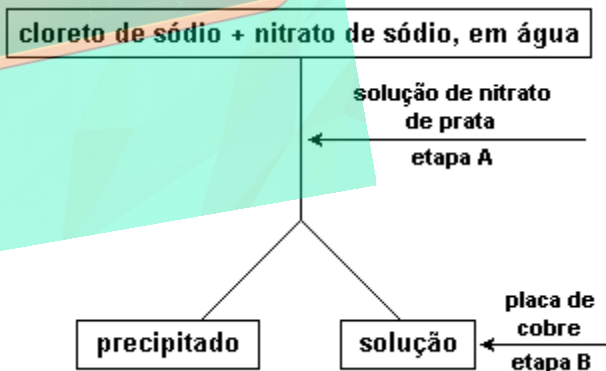 cloreto de sódio + nitrato de sódio, em água
solução de nitrato
de prata
etapa A
precipitado
solução
placa de
cobre
etapa B